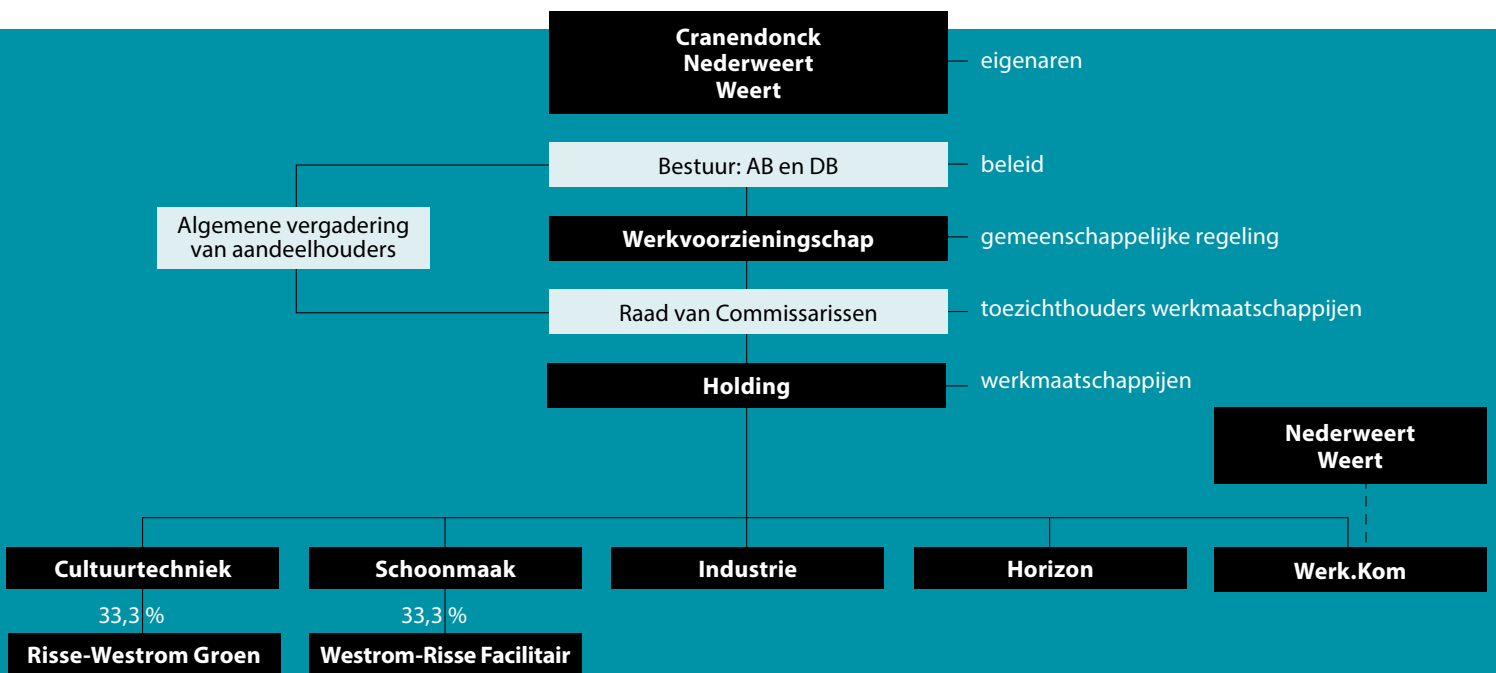 Cranendonck
Nederweert
Weert
eigenaren
Bestuur: AB en DB
beleid
Algemene vergadering
van aandeelhouders
Werkvoorzieningschap
gemeenschappelijke regeling
Raad van Commissarissen
toezichthouders werkmaatschappijen
Holding
werkmaatschappijen
Nederweert
Weert
Cultuurtechniek
Schoonmaak
Industrie
Horizon
Werk.Kom
33,3 %
33,3 %
Risse-Westrom Groen
Westrom-Risse Facilitair